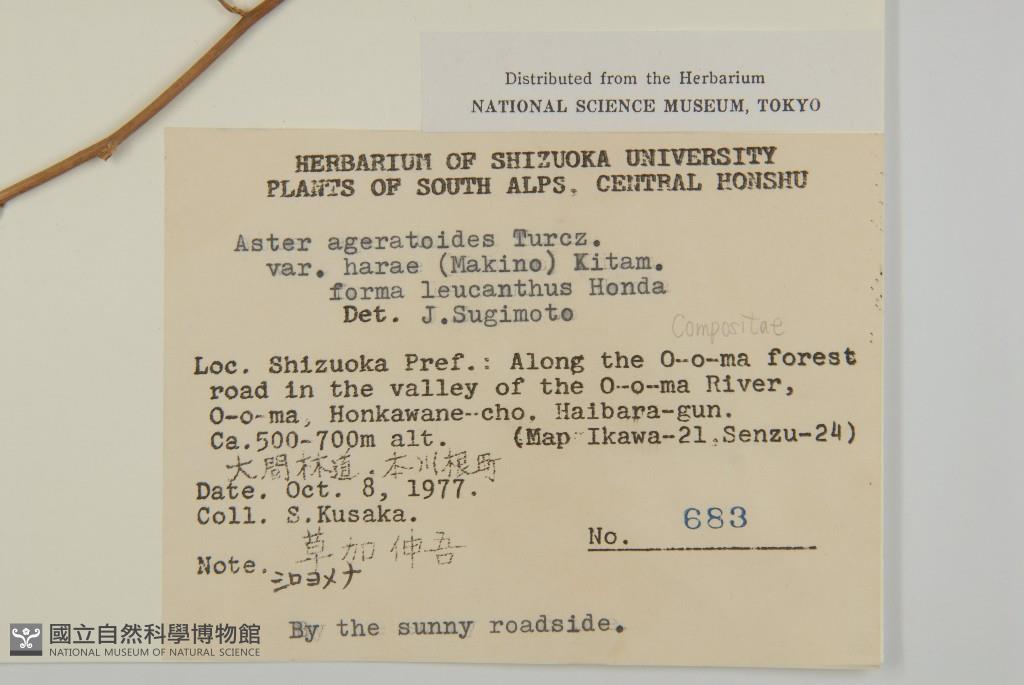 Distributed from the Herbarium
NATIONAL SCIENCE MUSEUM, TOKYO
HERBARIUM OF SHIZUOKA UNIVERSITY
PLANTS OF SOUTH ALPS, CENTRAL HONSHU
Aster ageratoides Turcz.
var. harae (Makino) Kitam.
forma leucanthus Honda
Det. J.Sugimoto
Compositae
Loc. Shizuoka Pref.: Along the O-o-ma forest
road in the valley of the O-o-ma River,
O-o-ma, Honkawane-cho. Haibara-gun.
Ca.500-700m alt. (Map Ikawa-21,Senzu-24)
大間林道.本川根町
Date. Oct. 8, 1977.
Coll. S.Kusaka.
草加 伸吾
No. 683
Note. シロヨメナ
By the sunny roadside.
國立自然科學博物館
NATIONAL MUSEUM OF NATURAL SCIENCE